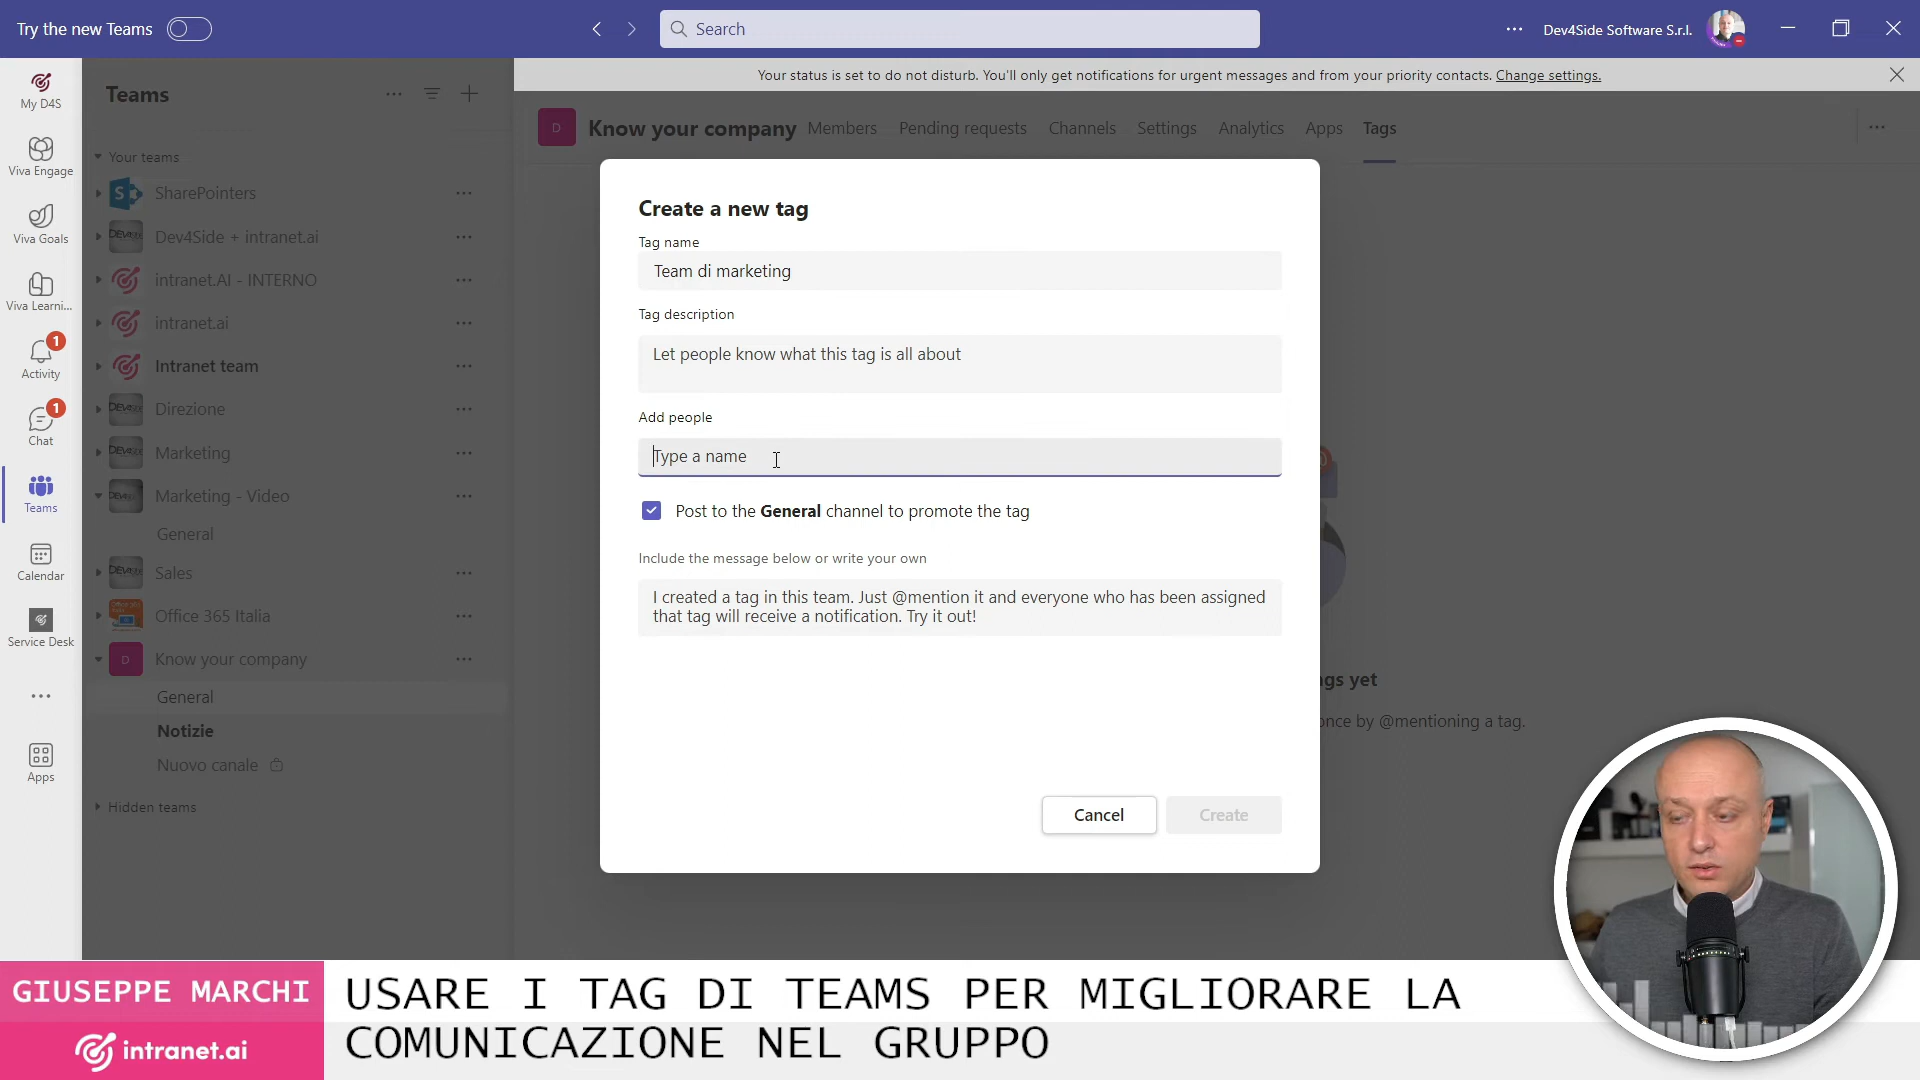 Try the new Teams
Search
Dev4Side Software S.r.l.
Your status is set to do not disturb. You'll only get notifications for urgent messages and from your priority contacts. Change settings.
My D4S
Viva Engage
Viva Goals
Viva Learni...
Activity
1
Chat
1
Teams
Calendar
Service Desk
Apps
Teams
Your teams
SharePointers
Dev4Side + intranet.ai
intranet.AI - INTERNO
intranet.ai
Intranet team
Direzione
Marketing
Marketing - Video
General
Sales
Office 365 Italia
D
Know your company
General
Notizie
Nuovo canale
Hidden teams
D
Know your company
Members
Pending requests
Channels
Settings
Analytics
Apps
Tags
Create a new tag
Tag name
Team di marketing
Tag description
Let people know what this tag is all about
Add people
Type a name
Post to the General channel to promote the tag
Include the message below or write your own
I created a tag in this team. Just @mention it and everyone who has been assigned
that tag will receive a notification. Try it out!
Cancel
Create
yet
by @mentioning a tag.
GIUSEPPE MARCHI
intranet.ai
USARE I TAG DI TEAMS PER MIGLIORARE LA
COMUNICAZIONE NEL GRUPPO